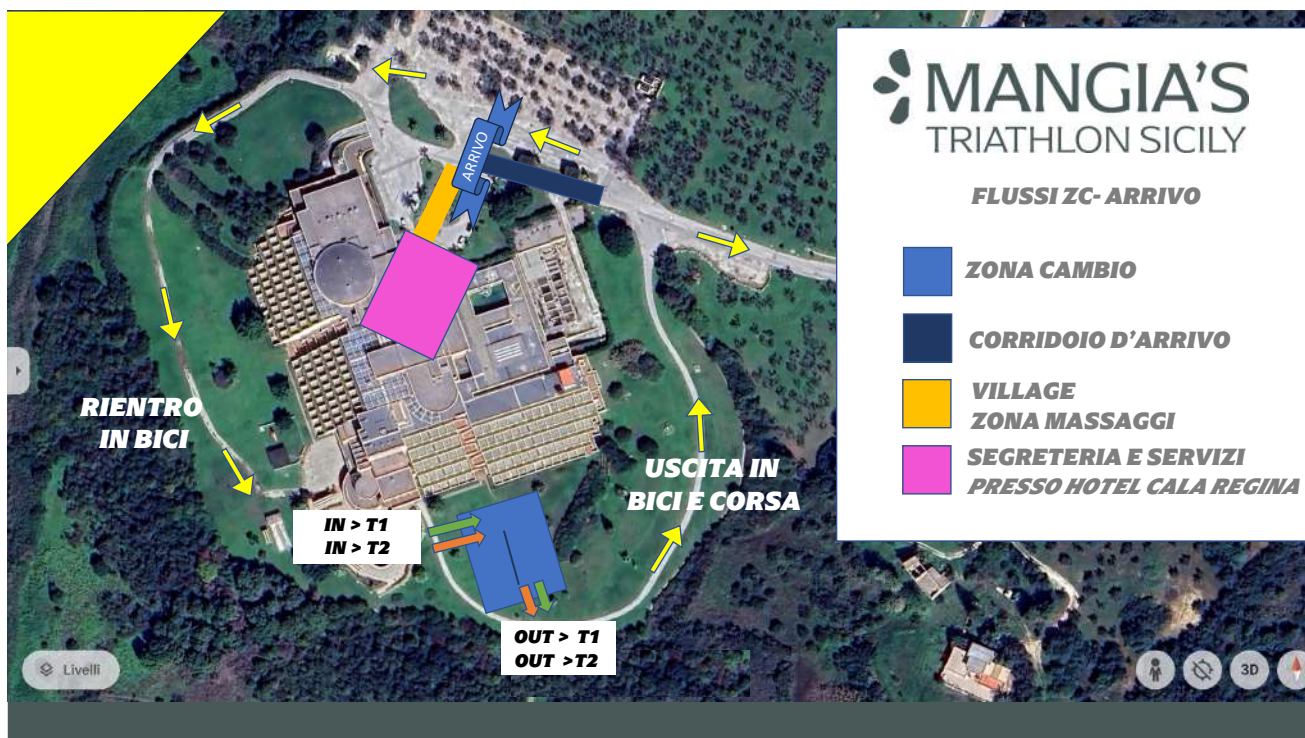 MANGIA'S
TRIATHLON SICILY
FLUSSI ZC- ARRIVO
ZONA CAMBIO
CORRIDOIO D'ARRIVO
VILLAGE
ZONA MASSAGGI
SEGRETERIA E SERVIZI
PRESSO HOTEL CALA REGINA
ARRIVO
RIENTRO
IN BICI
USCITA IN
BICI E CORSA
IN > T1
IN > T2
OUT > T1
OUT >T2
Livelli
3D